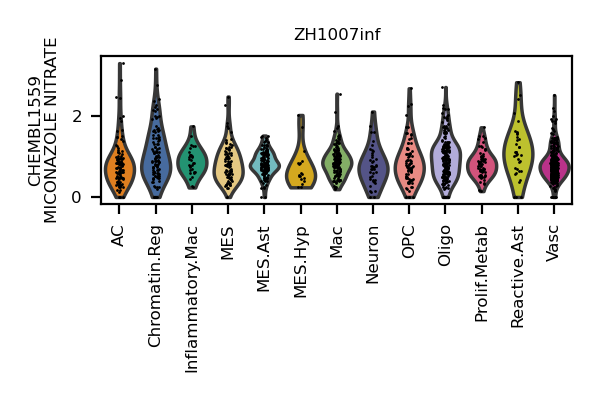 ZH1007inf
CHEMBL1559
MICONAZOLE NITRATE
2
0
AC
Chromatin.Reg
Inflammatory.Mac
MES
MES.Ast
MES.Hyp
Mac
Neuron
OPC
Oligo
Prolif.Metab
Reactive.Ast
Vasc